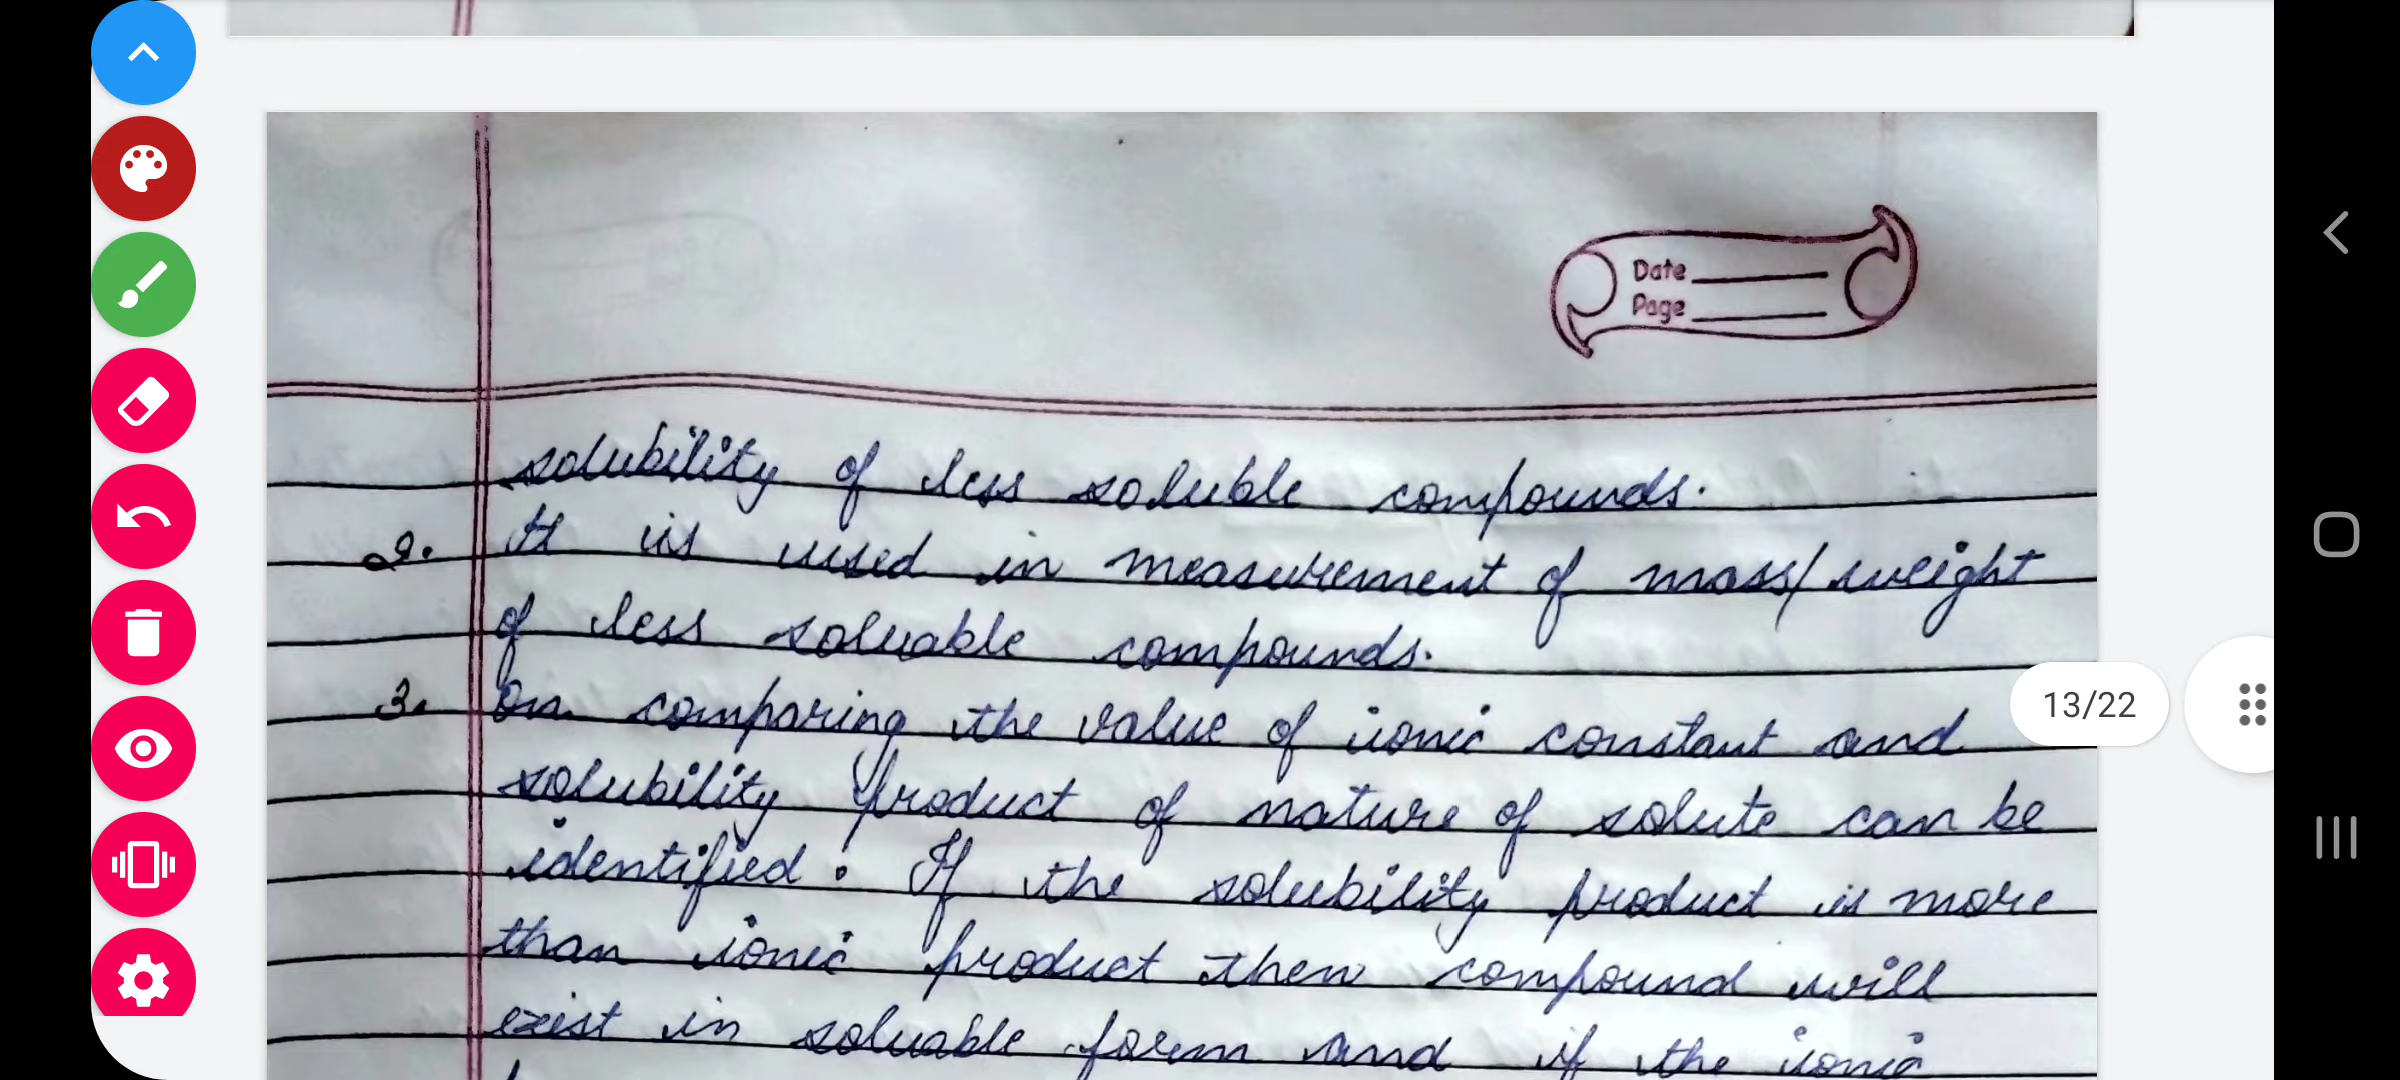 Date
Page
solubility of less soluble compounds.
2. It is used in measurement of mass/weight
of less soluable compounds.
3. On comparing the value of ionic constant and
solubility product of nature of solute can be
identified. If the solubility product is more
than ionic product then compound will
exist in soluable form and if the ionic
13/22